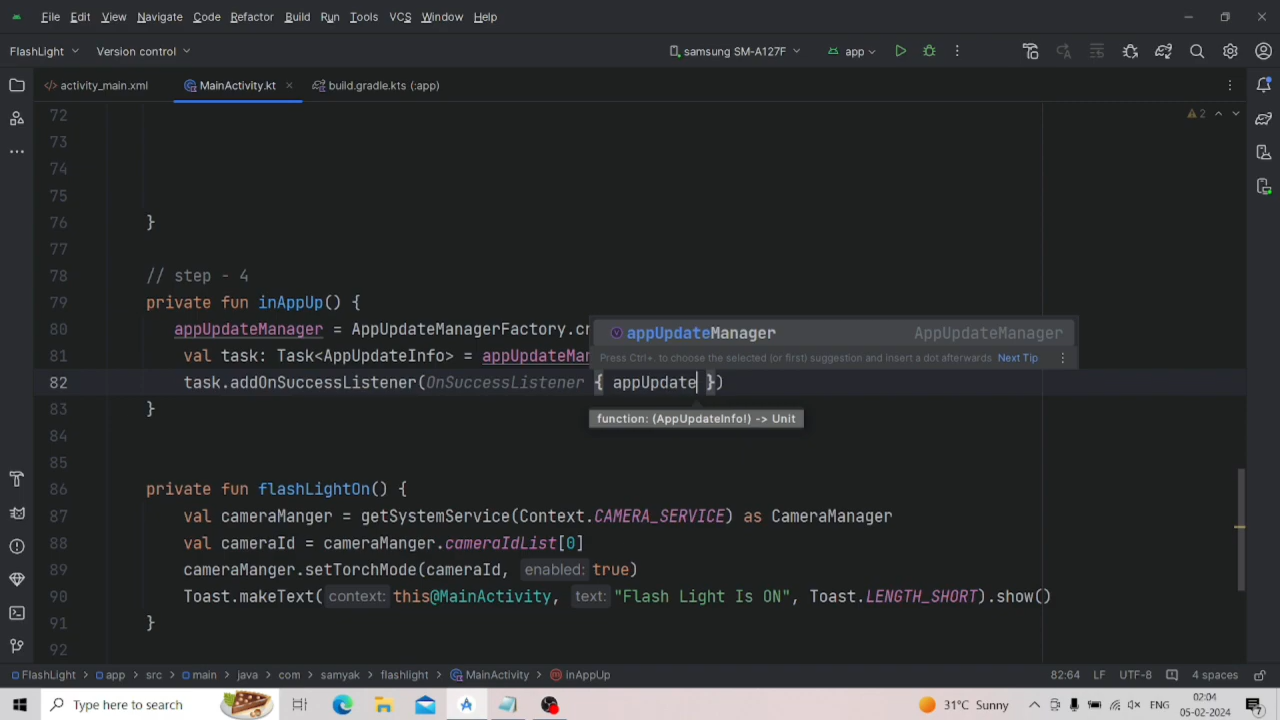 File Edit View Navigate Code Refactor Build Run Tools VCS Window Help
FlashLight Version control samsung SM-A127F app
activity_main.xml MainActivity.kt build.gradle.kts (:app)
72
2
73
74
75
76 }
77
78 // step - 4
79 private fun inAppUp() {
80 appUpdateManager = AppUpdateManagerFactory.cr
appUpdateManager AppUpdateManager
81 val task: Task<AppUpdateInfo> = appUpdateMan
Press Ctrl+. to choose the selected (or first) suggestion and insert a dot afterwards Next Tip
82 task.addOnSuccessListener(OnSuccessListener { appUpdate })
83 }
function: (AppUpdateInfo!) -> Unit
84
85
86 private fun flashLightOn() {
87 val cameraManger = getSystemService(Context.CAMERA_SERVICE) as CameraManager
88 val cameraId = cameraManger.cameraIdList[0]
89 cameraManger.setTorchMode(cameraId, enabled: true)
90 Toast.makeText( context: this@MainActivity, text: "Flash Light Is ON", Toast.LENGTH_SHORT).show()
91 }
92
FlashLight app src main java com samyak flashlight MainActivity inAppUp 82:64 LF UTF-8 4 spaces
Type here to search 31°C Sunny ENG 02:04 05-02-2024 7